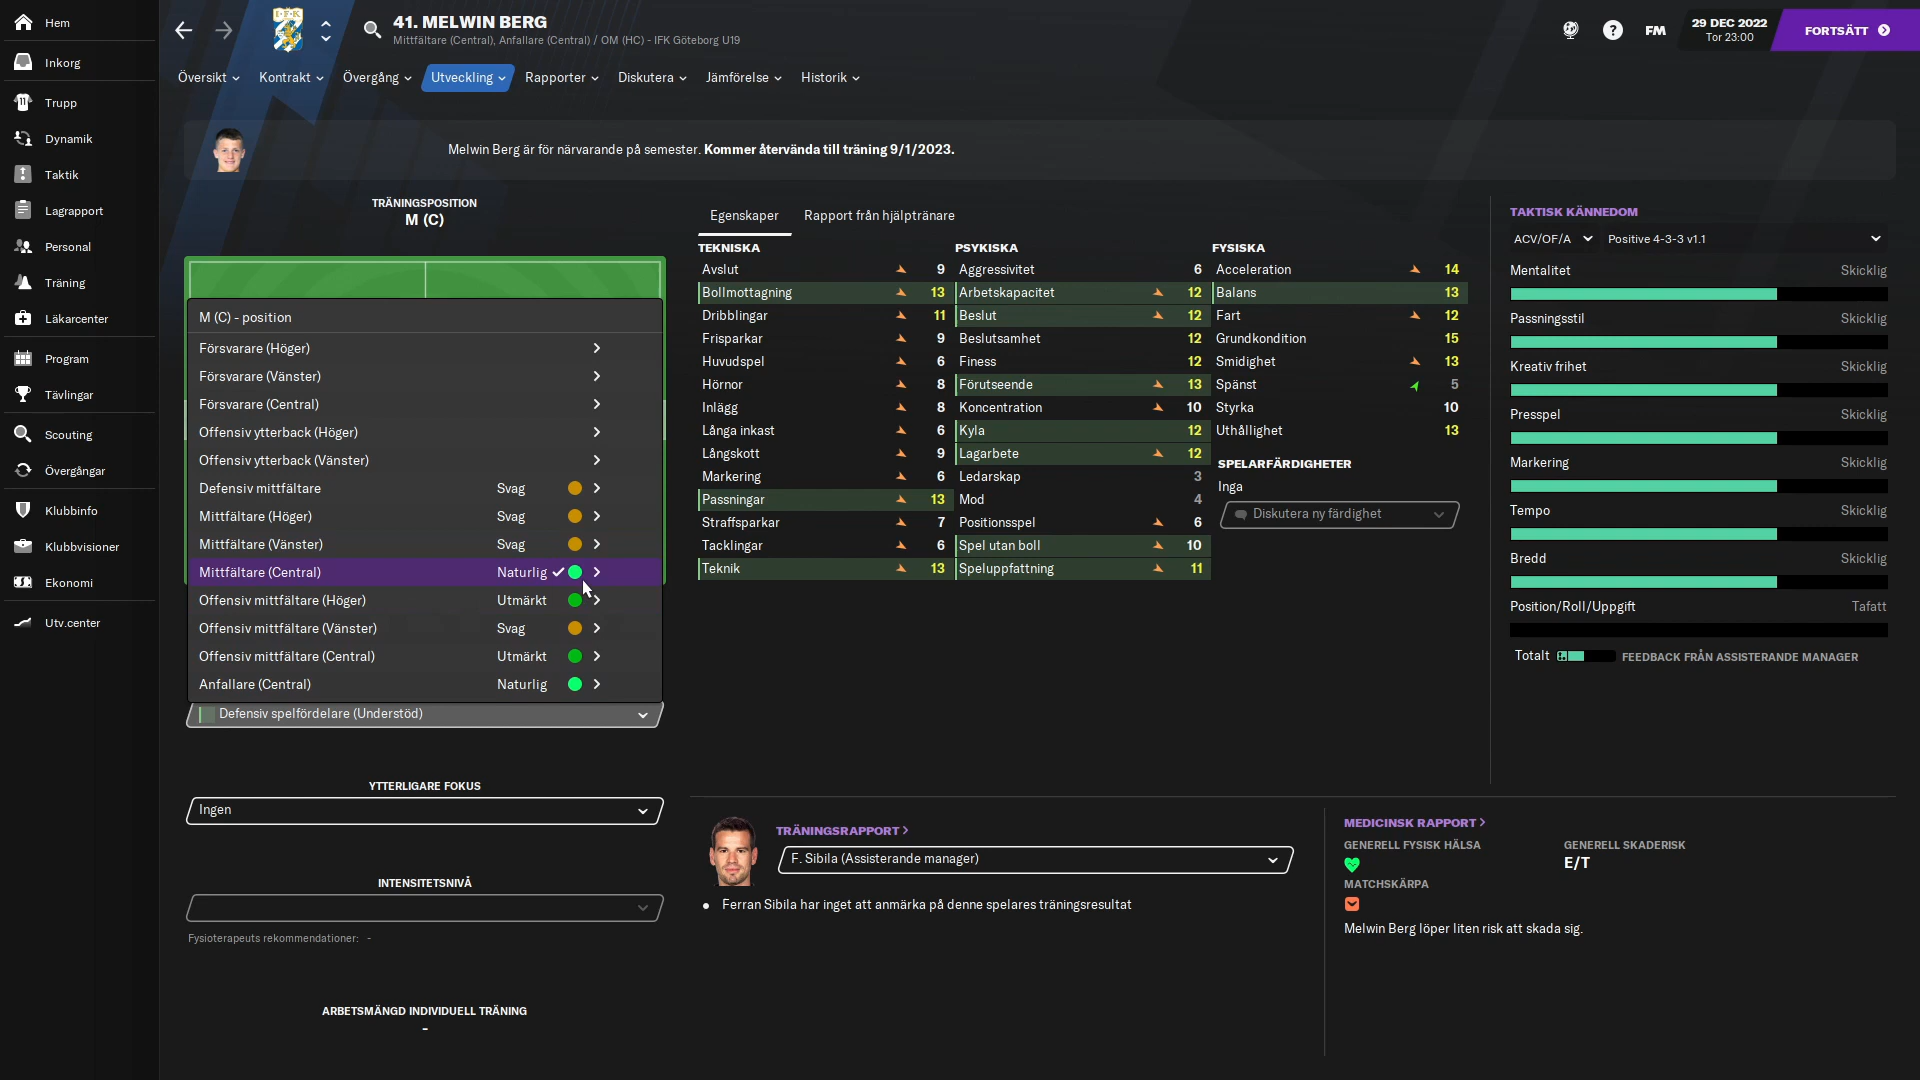 Hem
Inkorg
Trupp
Dynamik
Taktik
Lagrapport
Personal
Träning
Läkarcenter
Program
Tävlingar
Scouting
Övergångar
Klubbinfo
Klubbvisioner
Ekonomi
Utv.center
41. MELWIN BERG
Mittfältare (Central), Anfallare (Central) / OM (HC) - IFK Göteborg U19
FM
29 DEC 2022
Tor 23:00
FORTSÄTT
Översikt
Kontrakt
Övergång
Utveckling
Rapporter
Diskutera
Jämförelse
Historik
Melwin Berg är för närvarande på semester. Kommer återvända till träning 9/1/2023.
TRÄNINGSPOSITION
M (C)
M (C) - position
Försvarare (Höger)
Försvarare (Vänster)
Försvarare (Central)
Offensiv ytterback (Höger)
Offensiv ytterback (Vänster)
Defensiv mittfältare Svag
Mittfältare (Höger) Svag
Mittfältare (Vänster) Svag
Mittfältare (Central) Naturlig
Offensiv mittfältare (Höger) Utmärkt
Offensiv mittfältare (Vänster) Svag
Offensiv mittfältare (Central) Utmärkt
Anfallare (Central) Naturlig
Defensiv spelfördelare (Understöd)
YTTERLIGARE FOKUS
Ingen
INTENSITETSNIVÅ
Fysioterapeuts rekommendationer: -
ARBETSMÄNGD INDIVIDUELL TRÄNING
-
Egenskaper
Rapport från hjälptränare
TEKNISKA
Avslut 9
Bollmottagning 13
Dribblingar 11
Frisparkar 9
Huvudspel 6
Hörnor 8
Inlägg 8
Långa inkast 6
Långskott 9
Markering 6
Passningar 13
Straffsparkar 7
Tacklingar 6
Teknik 13
PSYKISKA
Aggressivitet 6
Arbetskapacitet 12
Beslut 12
Beslutsamhet 12
Finess 12
Förutseende 13
Koncentration 10
Kyla 12
Lagarbete 12
Ledarskap 3
Mod 4
Positionsspel 6
Spel utan boll 10
Speluppfattning 11
FYSISKA
Acceleration 14
Balans 13
Fart 12
Grundkondition 15
Smidighet 13
Spänst 5
Styrka 10
Uthållighet 13
SPELARFÄRDIGHETER
Inga
Diskutera ny färdighet
TAKTISK KÄNNEDOM
ACV/OF/A
Positive 4-3-3 v1.1
Mentalitet Skicklig
Passningsstil Skicklig
Kreativ frihet Skicklig
Presspel Skicklig
Markering Skicklig
Tempo Skicklig
Bredd Skicklig
Position/Roll/Uppgift Tafatt
Totalt
FEEDBACK FRÅN ASSISTERANDE MANAGER
TRÄNINGSRAPPORT
F. Sibila (Assisterande manager)
Ferran Sibila har inget att anmärka på denne spelares träningsresultat
MEDICINSK RAPPORT
GENERELL FYSISK HÄLSA
GENERELL SKADERISK
E/T
MATCHSKÄRPA
Melwin Berg löper liten risk att skada sig.